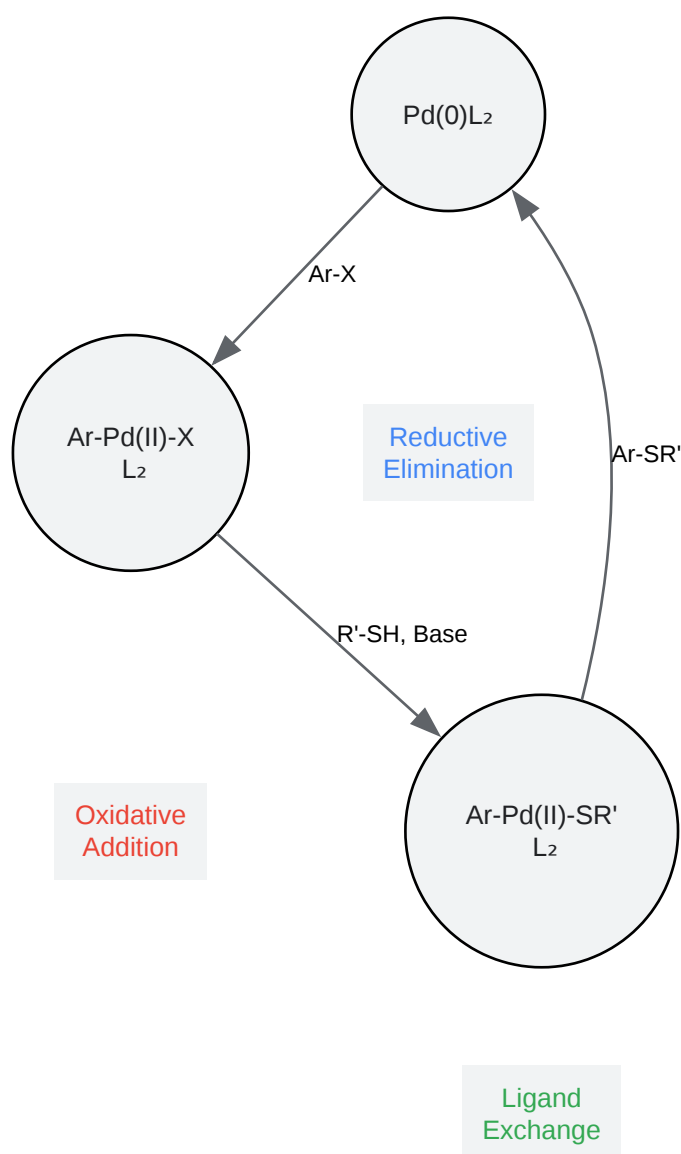 Pd(0)L₂
Ar-X
Ar-Pd(II)-X
L₂
Reductive
Elimination
Ar-SR'
R'-SH, Base
Oxidative
Addition
Ar-Pd(II)-SR'
L₂
Ligand
Exchange